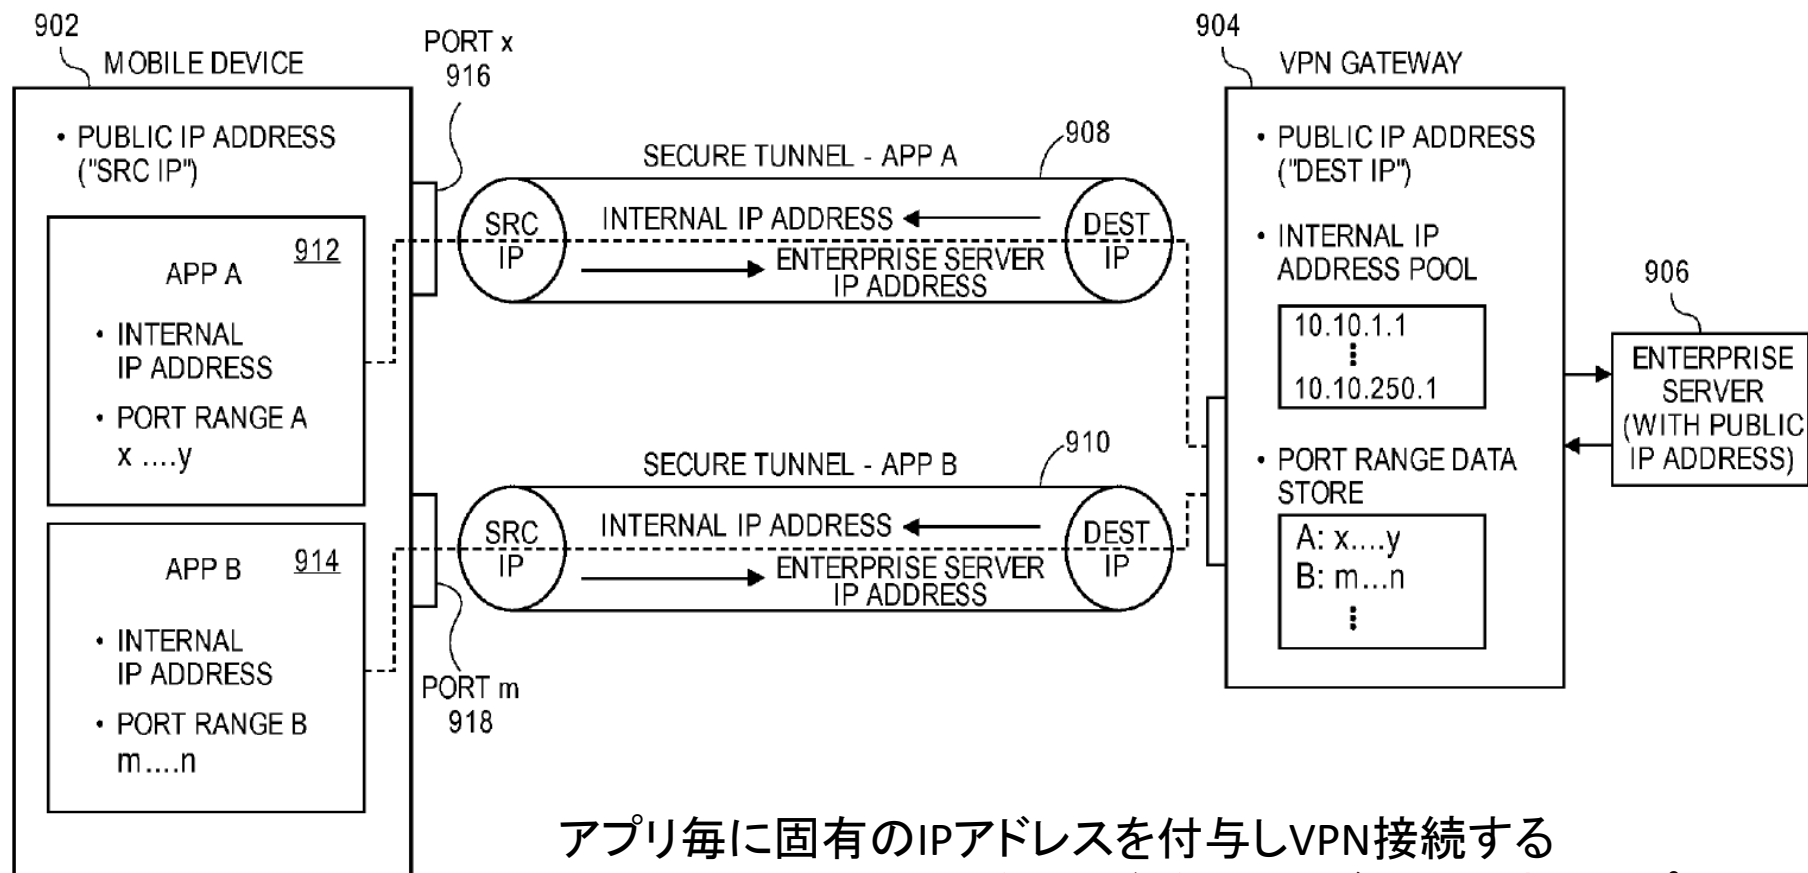 902
MOBILE DEVICE
• PUBLIC IP ADDRESS
("SRC IP")
912
APP A
• INTERNAL
IP ADDRESS
• PORT RANGE A
x ....y
914
APP B
• INTERNAL
IP ADDRESS
• PORT RANGE B
m....n
PORT x
916
SECURE TUNNEL - APP A
908
SRC
IP
INTERNAL IP ADDRESS
ENTERPRISE SERVER
IP ADDRESS
DEST
IP
SECURE TUNNEL - APP B
910
SRC
IP
INTERNAL IP ADDRESS
ENTERPRISE SERVER
IP ADDRESS
DEST
IP
PORT m
918
904
VPN GATEWAY
• PUBLIC IP ADDRESS
("DEST IP")
• INTERNAL IP
ADDRESS POOL
10.10.1.1
10.10.250.1
• PORT RANGE DATA
STORE
A: x....y
B: m...n
906
ENTERPRISE
SERVER
(WITH PUBLIC
IP ADDRESS)
アプリ毎に固有のIPアドレスを付与しVPN接続する